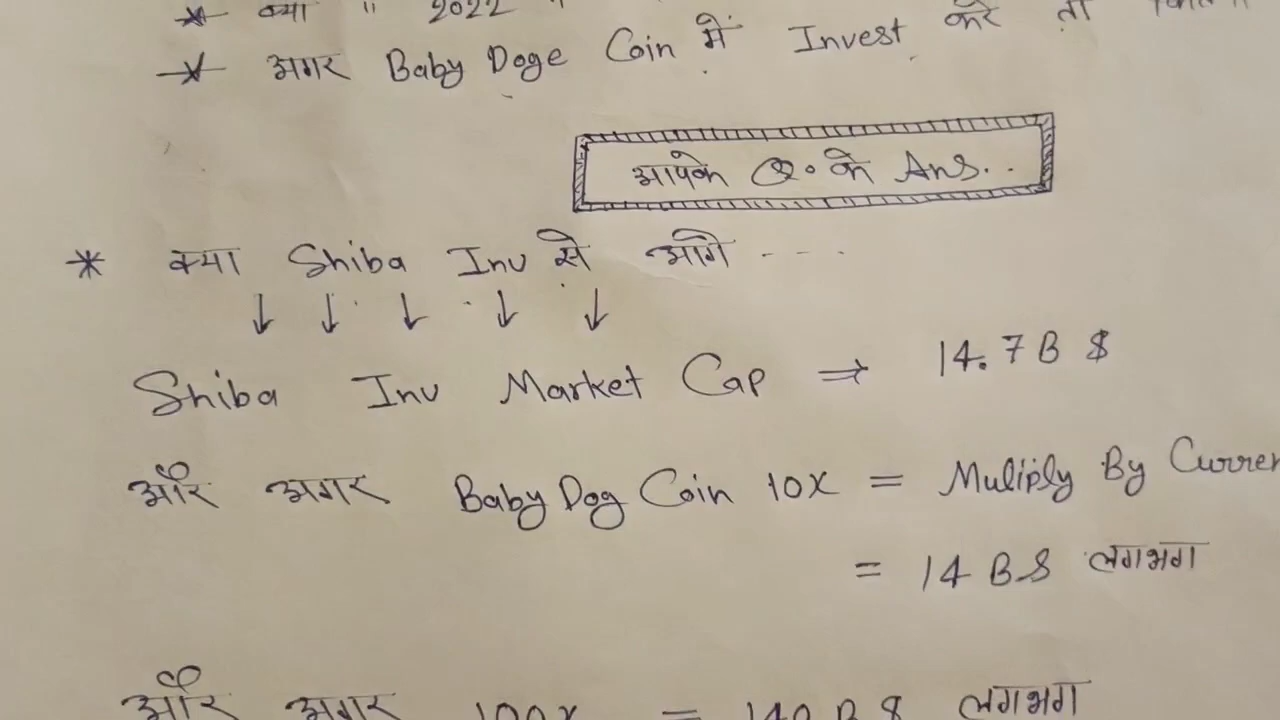 * क्या " 2022 "
* अगर Baby Doge Coin में Invest करे तो
आपके Q. के Ans..
* क्या Shiba Inu से आगे ----
↓ ↓ ↓ ↓ ↓
Shiba Inu Market Cap ⇒ 14.7 B $
और अगर Baby Dog Coin 10x = Muliply By Curren
= 14 B $ लगभग
और अगर 100x = 140 B $ लगभग